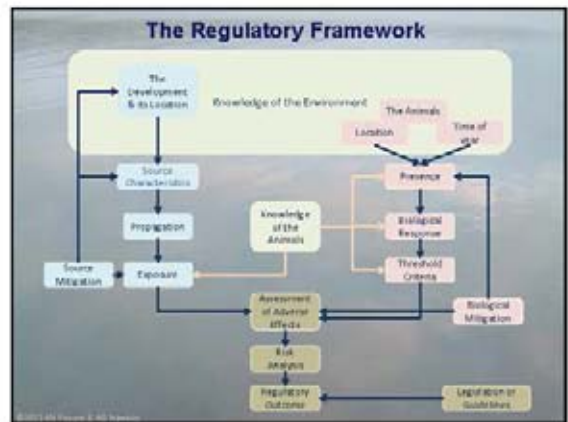 The Regulatory Framework
The
Development
& its Location
Knowledge of the Environment
The Animals
Location
Time of
year
Source
Characteristics
Presence
Propagation
Knowledge
of the
Animals
Biological
Response
Source
Mitigation
Exposure
Threshold
Criteria
Assessment
of Adverse
Effects
Biological
Mitigation
Risk
Analysis
Regulatory
Outcome
Legislation or
Guidelines